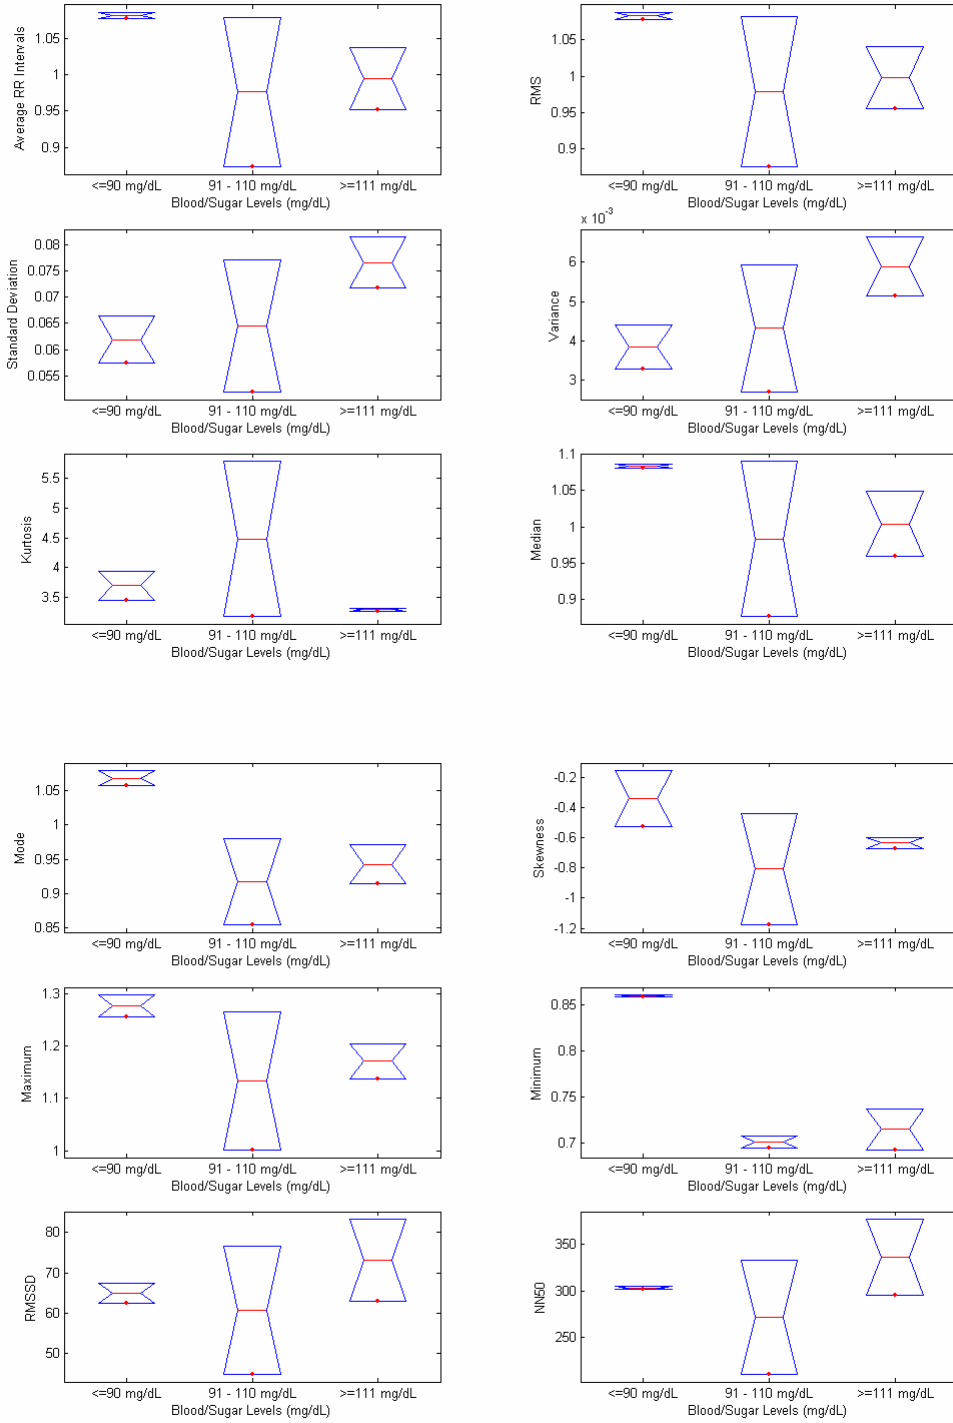 1.05
1
0.95
0.9
Average RR Intervals
<=90 mg/dL 91 - 110 mg/dL >=111 mg/dL
Blood/Sugar Levels (mg/dL)
1.05
1
0.95
0.9
RMS
<=90 mg/dL 91 - 110 mg/dL >=111 mg/dL
Blood/Sugar Levels (mg/dL)
0.08
0.075
0.07
0.065
0.06
0.055
Standard Deviation
<=90 mg/dL 91 - 110 mg/dL >=111 mg/dL
Blood/Sugar Levels (mg/dL)
x 10^-3
6
5
4
3
Variance
<=90 mg/dL 91 - 110 mg/dL >=111 mg/dL
Blood/Sugar Levels (mg/dL)
5.5
5
4.5
4
3.5
Kurtosis
<=90 mg/dL 91 - 110 mg/dL >=111 mg/dL
Blood/Sugar Levels (mg/dL)
1.1
1.05
1
0.95
0.9
Median
<=90 mg/dL 91 - 110 mg/dL >=111 mg/dL
Blood/Sugar Levels (mg/dL)
1.05
1
0.95
0.9
0.85
Mode
<=90 mg/dL 91 - 110 mg/dL >=111 mg/dL
Blood/Sugar Levels (mg/dL)
-0.2
-0.4
-0.6
-0.8
-1
-1.2
Skewness
<=90 mg/dL 91 - 110 mg/dL >=111 mg/dL
Blood/Sugar Levels (mg/dL)
1.3
1.2
1.1
1
Maximum
<=90 mg/dL 91 - 110 mg/dL >=111 mg/dL
Blood/Sugar Levels (mg/dL)
0.85
0.8
0.75
0.7
Minimum
<=90 mg/dL 91 - 110 mg/dL >=111 mg/dL
Blood/Sugar Levels (mg/dL)
80
70
60
50
RMSSD
<=90 mg/dL 91 - 110 mg/dL >=111 mg/dL
Blood/Sugar Levels (mg/dL)
350
300
250
NN50
<=90 mg/dL 91 - 110 mg/dL >=111 mg/dL
Blood/Sugar Levels (mg/dL)